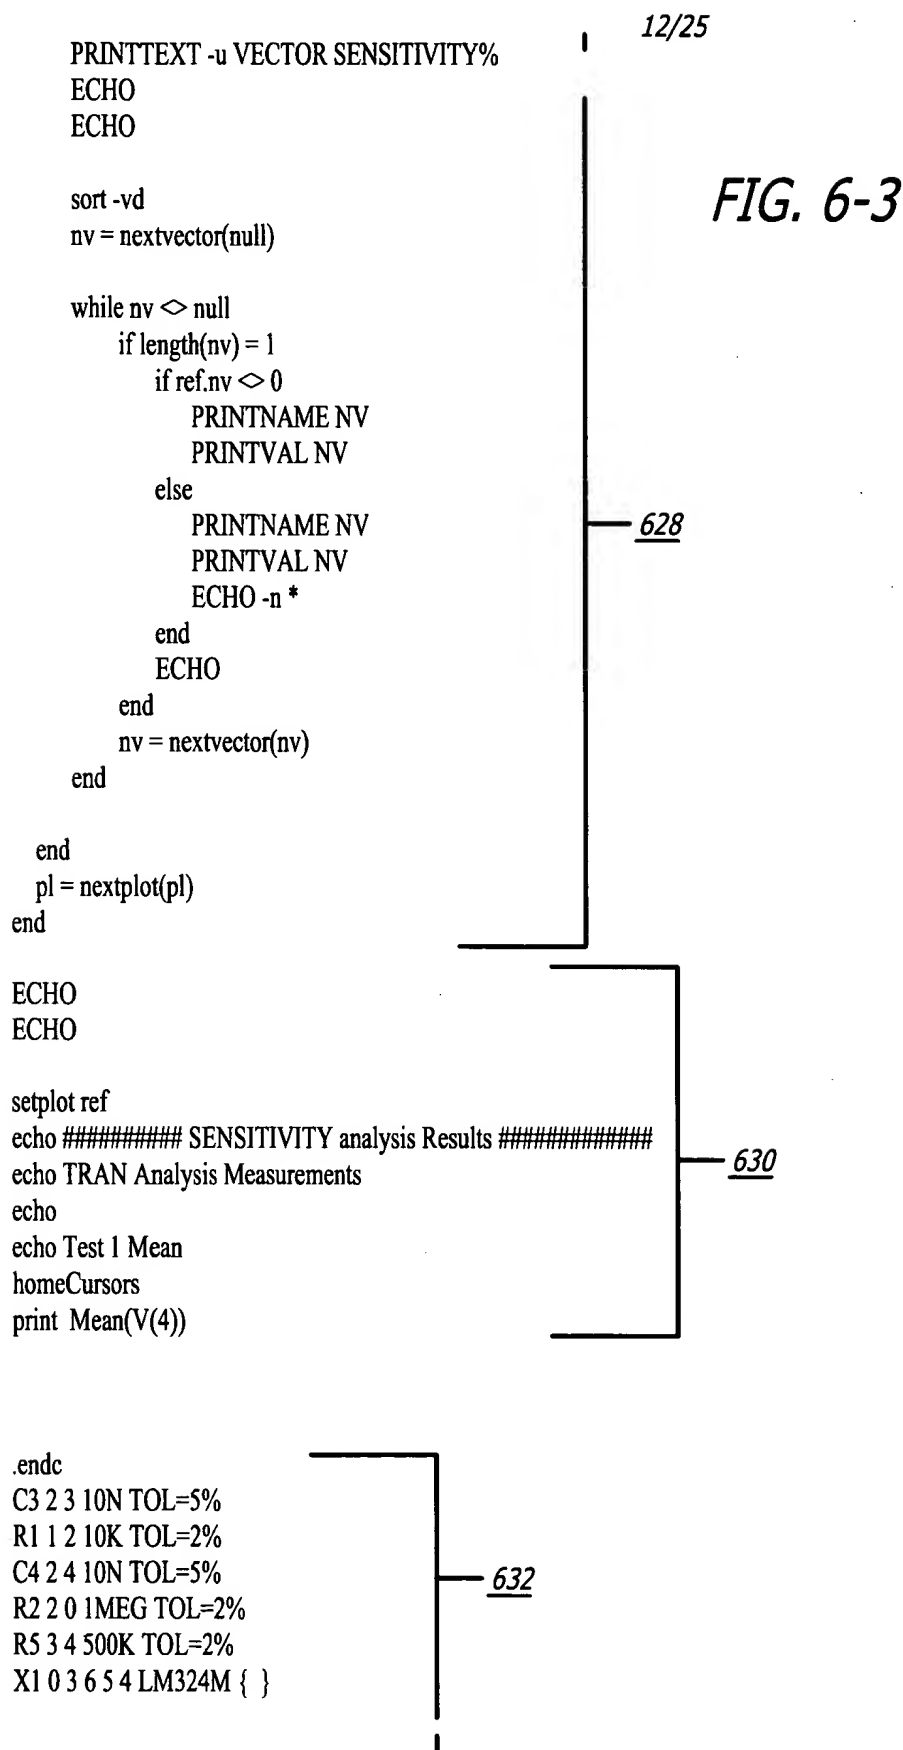 12/25
PRINTTEXT -u VECTOR SENSITIVITY%
ECHO
ECHO
FIG. 6-3
sort -vd
nv = nextvector(null)
while nv <> null
if length(nv) = 1
if ref.nv <> 0
PRINTNAME NV
PRINTVAL NV
else
PRINTNAME NV
628
PRINTVAL NV
ECHO -n *
end
ECHO
end
nv = nextvector(nv)
end
end
pl = nextplot(pl)
end
ECHO
ECHO
setplot ref
echo ########## SENSITIVITY analysis Results #############
echo TRAN Analysis Measurements
630
echo
echo Test 1 Mean
homeCursors
print Mean(V(4))
.endc
C3 2 3 10N TOL=5%
R1 1 2 10K TOL=2%
C4 2 4 10N TOL=5%
632
R2 2 0 1MEG TOL=2%
R5 3 4 500K TOL=2%
X1 0 3 6 5 4 LM324M { }